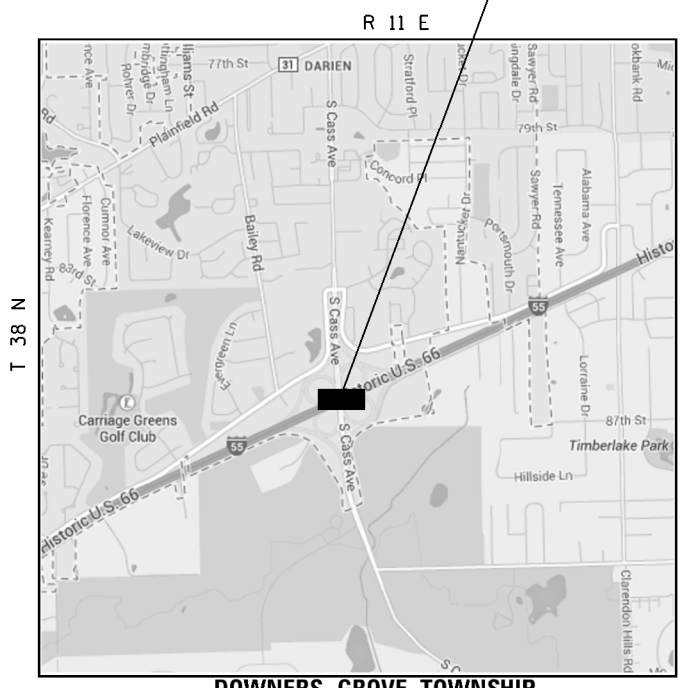 R 11 E
T 38 N
77th St
31 DARIEN
Plainfield Rd
S Cass Ave
Stratford Pl
79th St
Sawyer Rd
Concord Pl
Nantucket Dr
Portsmouth Dr
Sawyer Rd
Tennessee Ave
Alabama Ave
Rohrer Dr
Kearney Rd
Florence Ave
Cumnor Ave
83rd St
Lakeview Dr
Bailey Rd
S Cass Ave
55
Evergreen Ln
Carriage Greens
Golf Club
55
S Cass Ave
Historic U.S. 66
Lorraine Dr
87th St
Timberlake Park
Hillside Ln
Clarendon Hills Rd
DOWNERS GROVE TOWNSHIP